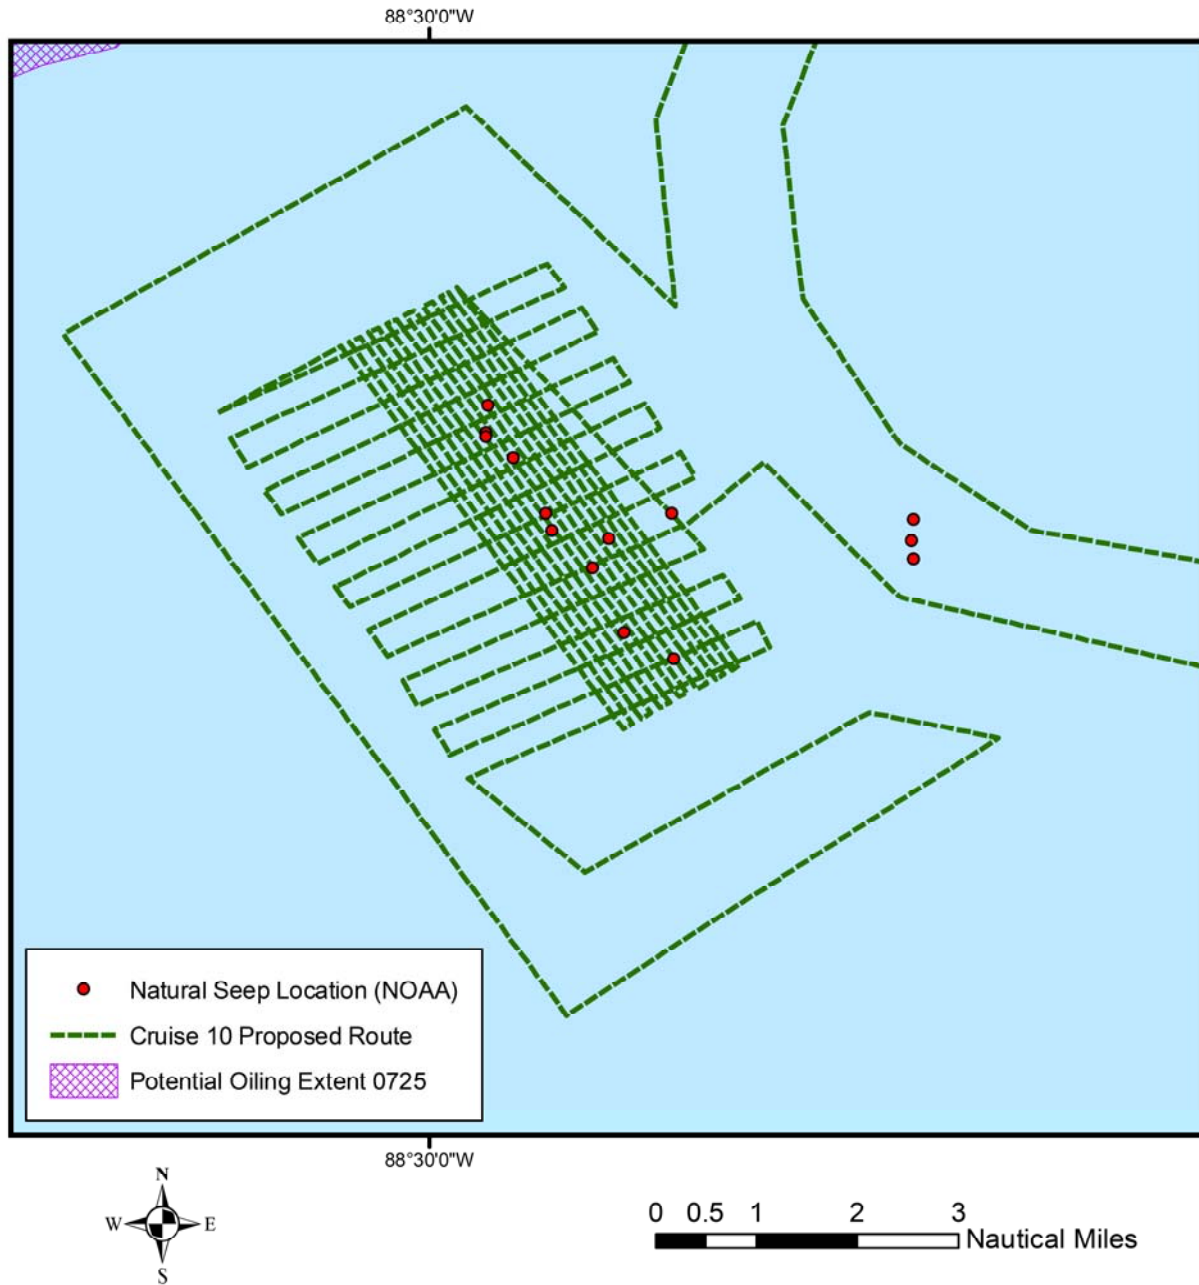 88°30'0"W
Natural Seep Location (NOAA)
Cruise 10 Proposed Route
Potential Oiling Extent 0725
88°30'0"W
N
W E
S
0 0.5 1 2 3
Nautical Miles